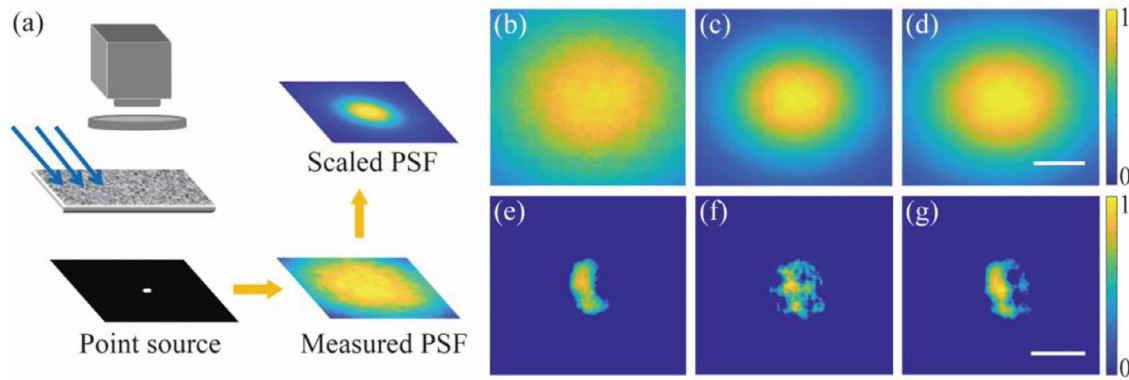 (a)
Scaled PSF
Point source
Measured PSF
(b)
(c)
(d)
1
0
(e)
(f)
(g)
1
0